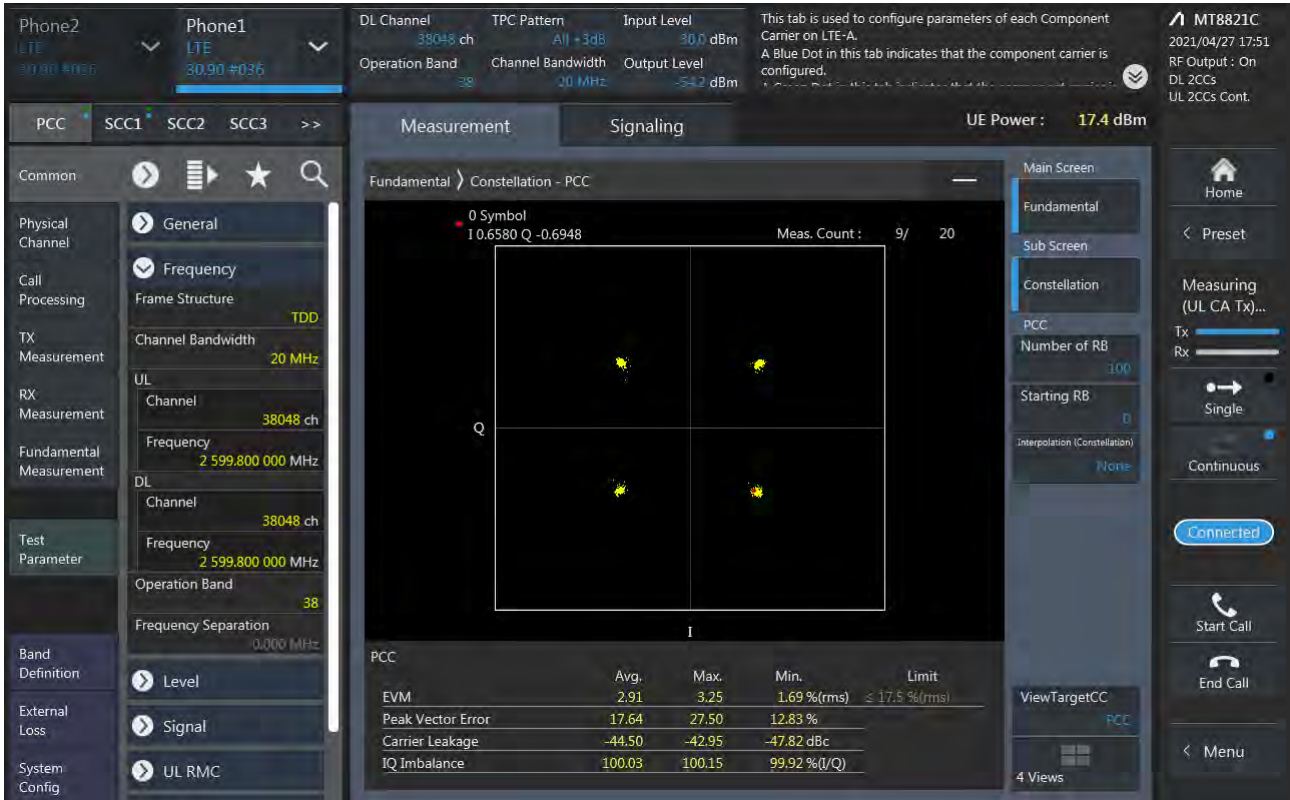 Phone2
LTE
30.90 #036
Phone1
LTE
30.90 #036
DL Channel
38048 ch
Operation Band
38
TPC Pattern
All +3dB
Channel Bandwidth
20 MHz
Input Level
30.0 dBm
Output Level
-54.2 dBm
This tab is used to configure parameters of each Component
Carrier on LTE-A.
A Blue Dot in this tab indicates that the component carrier is
configured.
MT8821C
2021/04/27 17:51
RF Output : On
DL 2CCs
UL 2CCs Cont.
PCC SCC1 SCC2 SCC3 >>
Measurement
Signaling
UE Power : 17.4 dBm
Common
Physical
Channel
Call
Processing
TX
Measurement
RX
Measurement
Fundamental
Measurement
Test
Parameter
Band
Definition
External
Loss
System
Config
General
Frequency
Frame Structure
TDD
Channel Bandwidth
20 MHz
UL
Channel
38048 ch
Frequency
2 599.800 000 MHz
DL
Channel
38048 ch
Frequency
2 599.800 000 MHz
Operation Band
38
Frequency Separation
0.000 MHz
Level
Signal
UL RMC
Fundamental Constellation - PCC
0 Symbol
I 0.6580 Q -0.6948
Meas. Count : 9/ 20
Q
I
PCC
Avg. Max. Min. Limit
EVM 2.91 3.25 1.69 %(rms) ≤ 17.5 %(rms)
Peak Vector Error 17.64 27.50 12.83 %
Carrier Leakage -44.50 -42.95 -47.82 dBc
IQ Imbalance 100.03 100.15 99.92 %(I/Q)
Main Screen
Fundamental
Sub Screen
Constellation
PCC
Number of RB
100
Starting RB
0
Interpolation (Constellation)
None
ViewTargetCC
PCC
4 Views
Home
< Preset
Measuring
(UL CA Tx)...
Tx
Rx
Single
Continuous
Connected
Start Call
End Call
< Menu